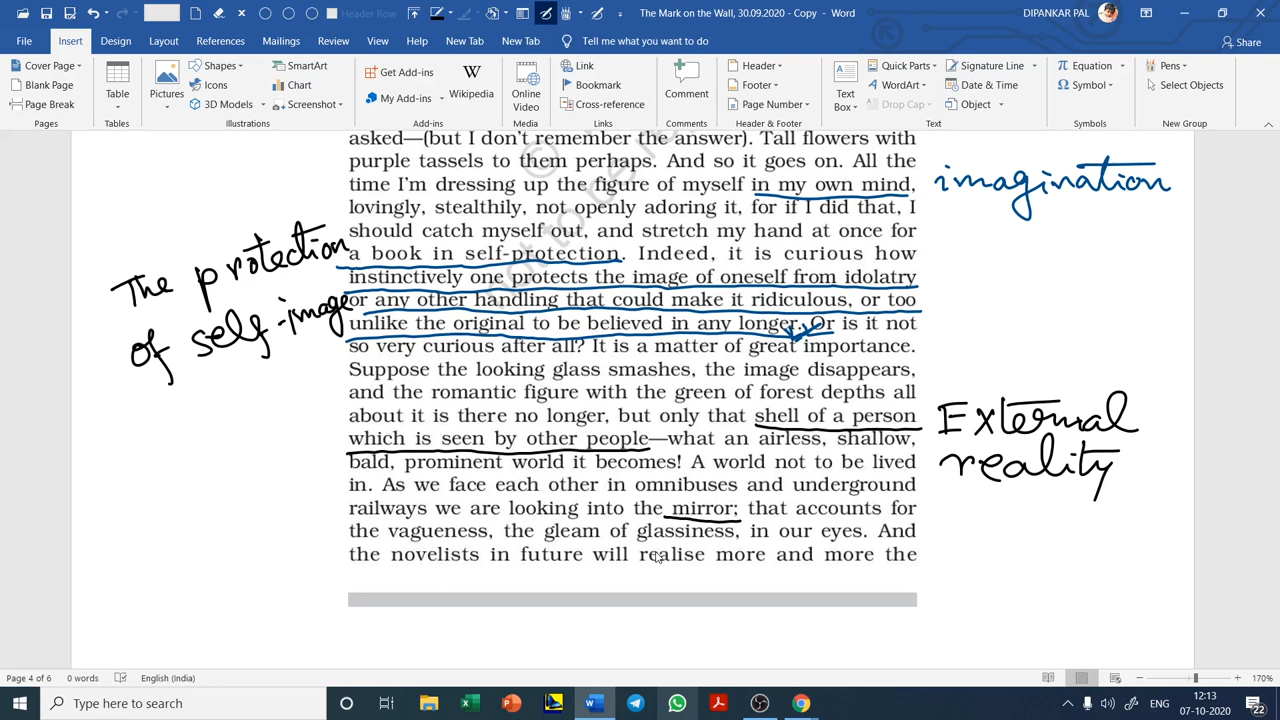 The Mark on the Wall, 30.09.2020 - Copy - Word
DIPANKAR PAL
Header Row
File Insert Design Layout References Mailings Review View Help New Tab New Tab Tell me what you want to do Share
Cover Page
Blank Page
Page Break
Pages
Table
Tables
Pictures
Shapes
Icons
3D Models
SmartArt
Chart
Screenshot
Illustrations
Get Add-ins
My Add-ins
Wikipedia
Add-ins
Online Video
Media
Link
Bookmark
Cross-reference
Links
Comment
Comments
Header
Footer
Page Number
Header & Footer
Text Box
Quick Parts
WordArt
Drop Cap
Signature Line
Date & Time
Object
Text
Equation
Symbol
Symbols
Pens
Select Objects
New Group
asked—(but I don't remember the answer). Tall flowers with
purple tassels to them perhaps. And so it goes on. All the
time I'm dressing up the figure of myself in my own mind,
lovingly, stealthily, not openly adoring it, for if I did that, I
should catch myself out, and stretch my hand at once for
a book in self-protection. Indeed, it is curious how
instinctively one protects the image of oneself from idolatry
or any other handling that could make it ridiculous, or too
unlike the original to be believed in any longer. Or is it not
so very curious after all? It is a matter of great importance.
Suppose the looking glass smashes, the image disappears,
and the romantic figure with the green of forest depths all
about it is there no longer, but only that shell of a person
which is seen by other people—what an airless, shallow,
bald, prominent world it becomes! A world not to be lived
in. As we face each other in omnibuses and underground
railways we are looking into the mirror; that accounts for
the vagueness, the gleam of glassiness, in our eyes. And
the novelists in future will realise more and more the
imagination
The protection
of self-image
External
reality
© not to be re
Page 4 of 6 0 words English (India) 170%
Type here to search
ENG
12:13
07-10-2020
22